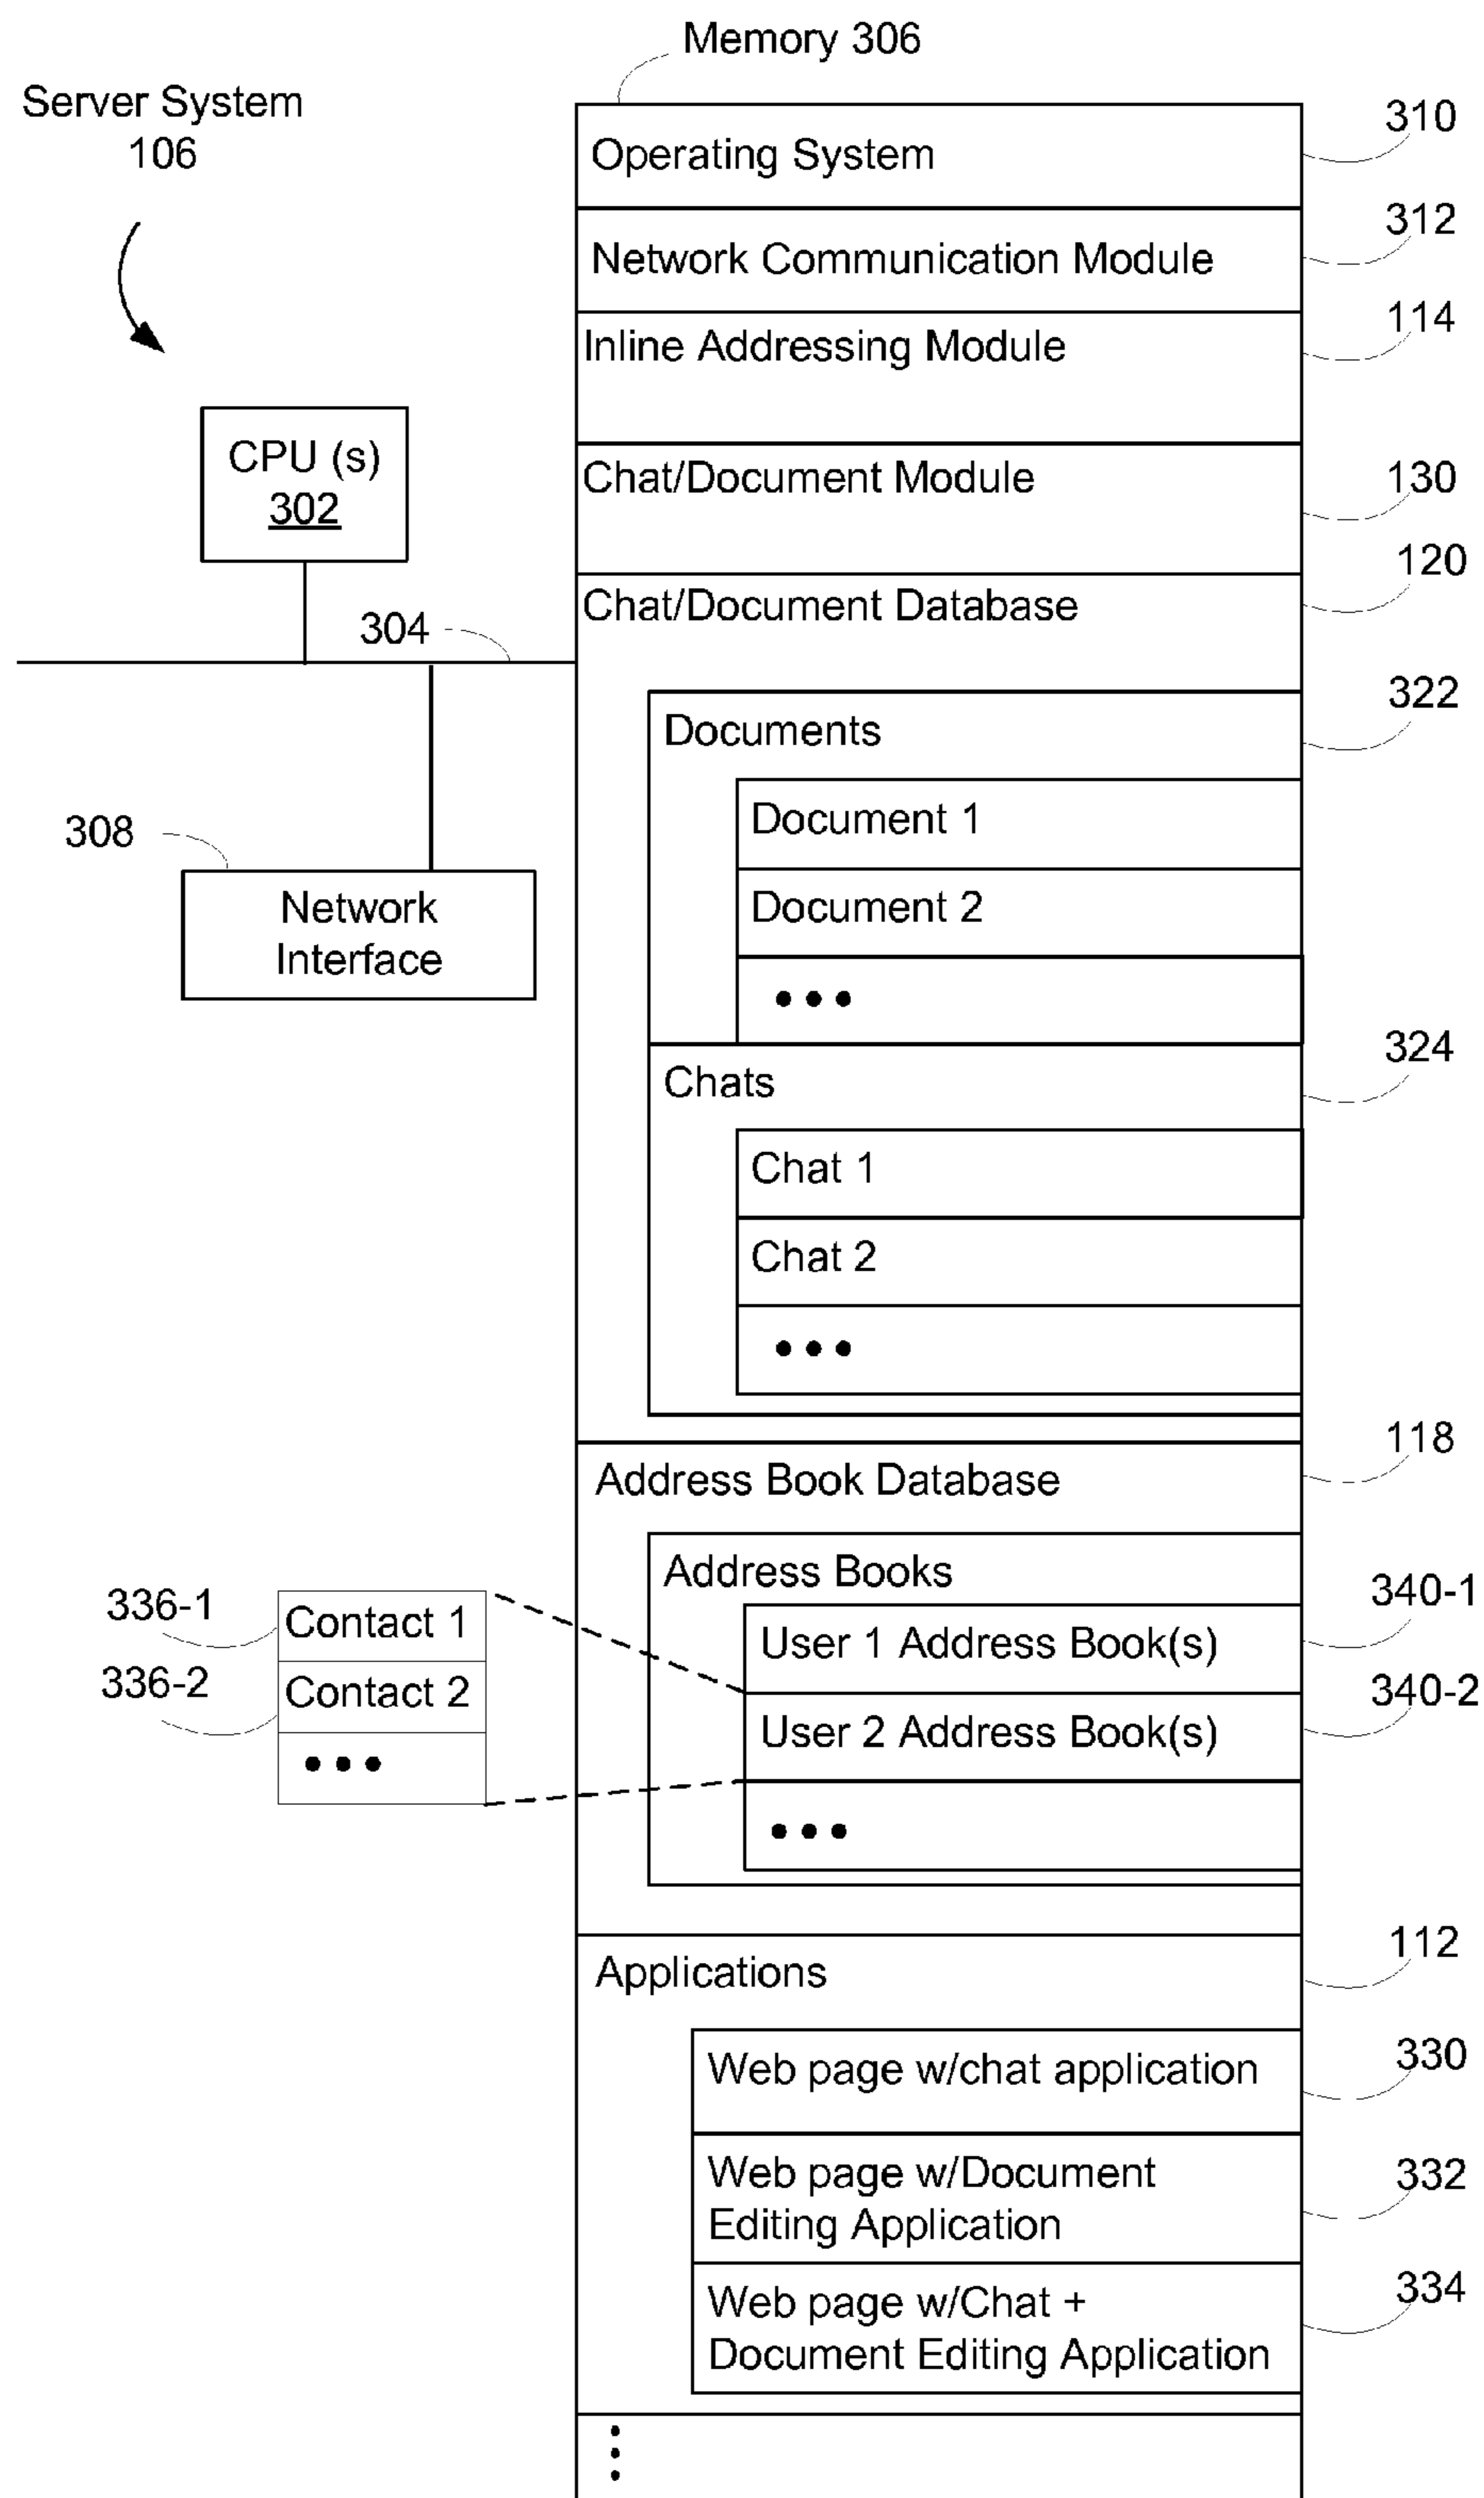 Memory 306
Server System
106
310
Operating System
312
Network Communication Module
114
Inline Addressing Module
CPU (s)
302
130
Chat/Document Module
120
Chat/Document Database
304
322
Documents
Document 1
308
Document 2
Network
Interface
• • •
324
Chats
Chat 1
Chat 2
• • •
118
Address Book Database
Address Books
340-1
336-1
Contact 1
User 1 Address Book(s)
336-2
Contact 2
340-2
User 2 Address Book(s)
• • •
• • •
112
Applications
330
Web page w/chat application
332
Web page w/Document
Editing Application
334
Web page w/Chat +
Document Editing Application